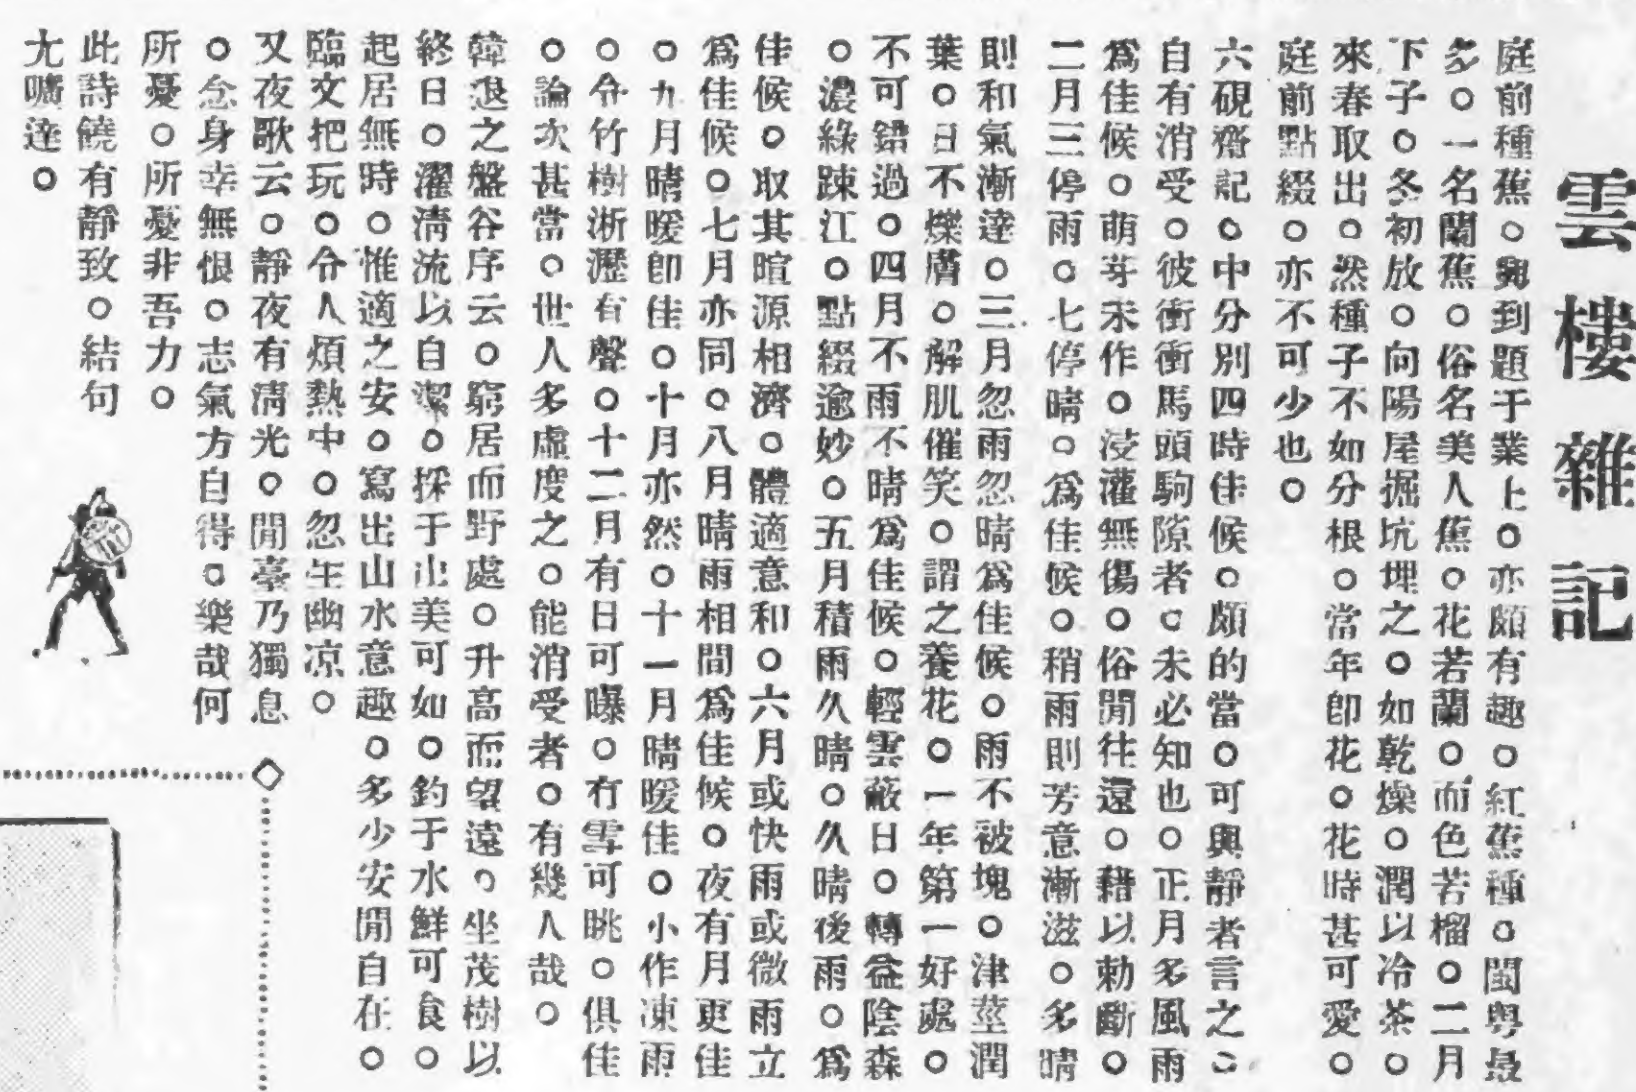 雲樓雜記
庭前種蕉。興到題于業上。亦頗有趣。紅蕉種。閩粤最
多。一名蘭蕉。俗名美人蕉。花若蘭。而色若榴。二月
下子。冬初放。向陽屋掘坑埋之。如乾燥。潤以冷茶。
來春取出。然種子不如分根。當年卽花。花時甚可愛。
庭前點綴。亦不可少也。
六硯齋記。中分別四時佳候。頗的當。可與靜者言之。
自有消受。彼衝衝馬頭駒隙者。未必知也。正月多風雨
爲佳候。萌芽未作。浸灌無傷。俗閒往還。藉以勅斷。
二月三停雨。七停晴。爲佳候。稍雨則芳意漸滋。多晴
則和氣漸達。三月忽雨忽晴爲佳候。雨不被塊。津莖潤
葉。日不爍膚。解肌催笑。謂之養花。一年第一好處。
不可錯過。四月不雨不晴爲佳候。輕雲蔽日。轉益陰森
。濃綠踈江。點綴逾妙。五月積雨久晴。久晴後雨。爲
佳候。取其暄源相濟。體適意和。六月或快雨或微雨立
爲佳候。七月亦同。八月晴雨相間爲佳候。夜有月更佳
。九月晴暖卽佳。十月亦然。十一月晴暖佳。小作凍雨
。令竹樹淅瀝有聲。十二月有日可曝。有雪可眺。俱佳
。論次甚當。世人多虛度之。能消受者。有幾人哉。
韓退之盤谷序云。窮居而野處。升高而望遠。坐茂樹以
終日。濯清流以自潔。採于山美可如。釣于水鮮可食。
起居無時。惟適之安。寫出山水意趣。多少安閒自在。
臨文把玩。令人煩熱中。忽生幽凉。
又夜歌云。靜夜有清光。閒臺乃獨息
。念身幸無恨。志氣方自得。樂哉何
所憂。所憂非吾力。
此詩饒有靜致。結句
尤曠達。